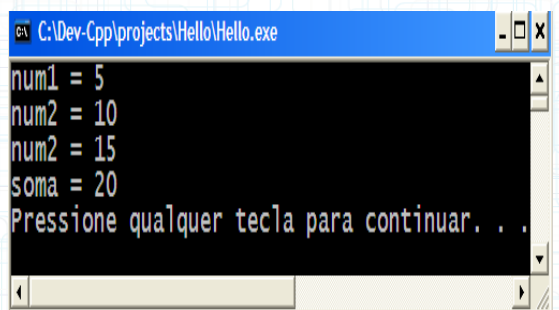 C:\Dev-Cpp\projects\Hello\Hello.exe
num1 = 5
num2 = 10
num2 = 15
soma = 20
Pressione qualquer tecla para continuar. . .